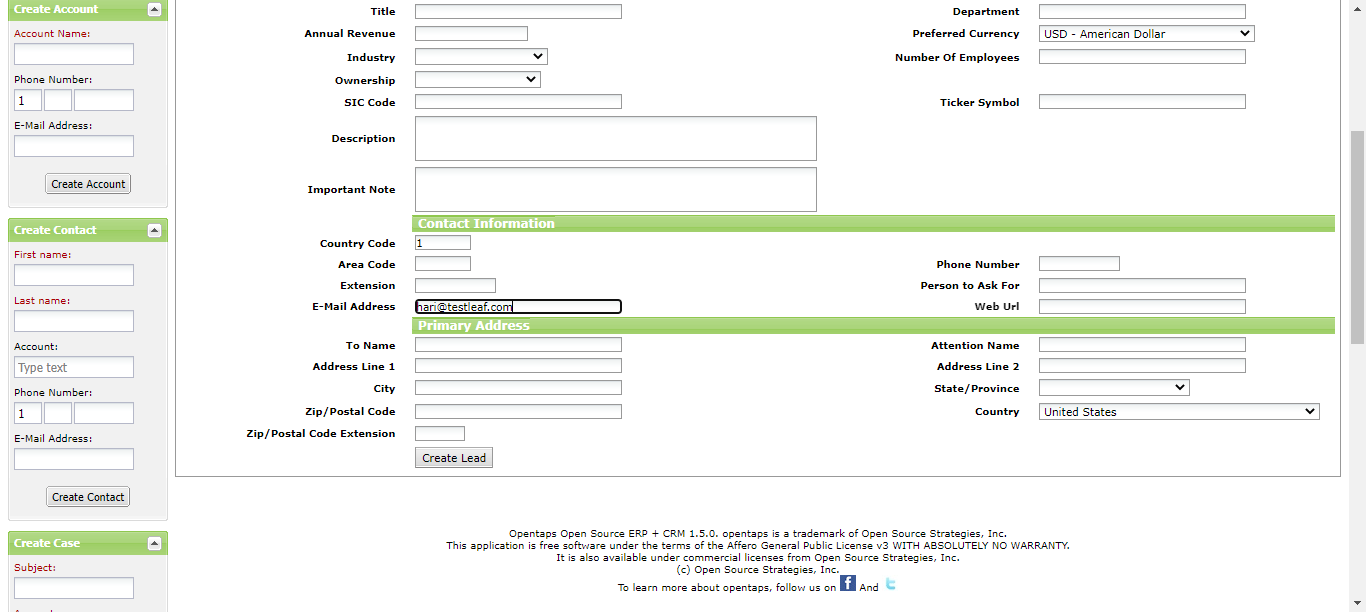 Create Account
Account Name:
Phone Number:
1
E-Mail Address:
Create Account
Create Contact
First name:
Last name:
Account:
Type text
Phone Number:
1
E-Mail Address:
Create Contact
Create Case
Subject:
Title
Department
Annual Revenue
Preferred Currency USD - American Dollar
Industry
Number Of Employees
Ownership
SIC Code
Ticker Symbol
Description
Important Note
Contact Information
Country Code 1
Area Code
Phone Number
Extension
Person to Ask For
E-Mail Address hari@testleaf.com
Web Url
Primary Address
To Name
Attention Name
Address Line 1
Address Line 2
City
State/Province
Zip/Postal Code
Country United States
Zip/Postal Code Extension
Create Lead
Opentaps Open Source ERP + CRM 1.5.0. opentaps is a trademark of Open Source Strategies, Inc.
This application is free software under the terms of the Affero General Public License v3 WITH ABSOLUTELY NO WARRANTY.
It is also available under commercial licenses from Open Source Strategies, Inc.
(c) Open Source Strategies, Inc.
To learn more about opentaps, follow us on f And t